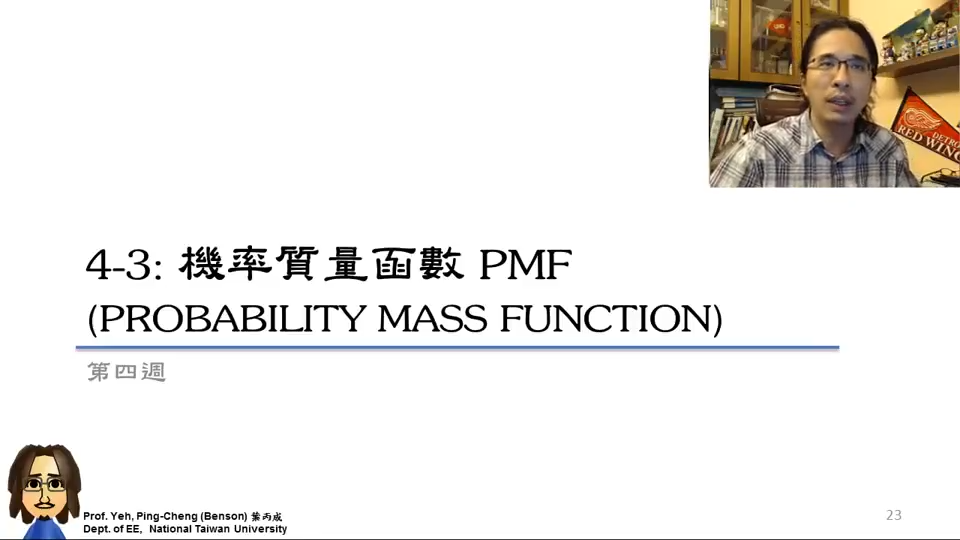 DETROIT
RED WINGS
4-3: 機率質量函數 PMF
(PROBABILITY MASS FUNCTION)
第四週
Prof. Yeh, Ping-Cheng (Benson) 葉丙成
Dept. of EE, National Taiwan University
23